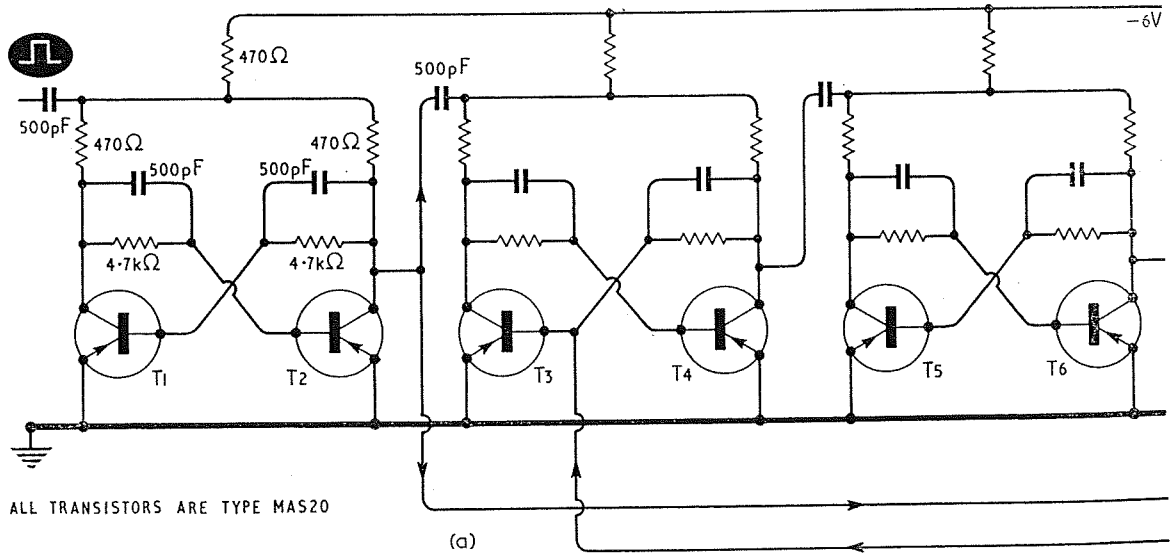 -6V
470Ω
500pF
500pF
470Ω
470Ω
500pF
500pF
4·7kΩ
4·7kΩ
T1
T2
T3
T4
T5
T6
ALL TRANSISTORS ARE TYPE MAS20
(a)